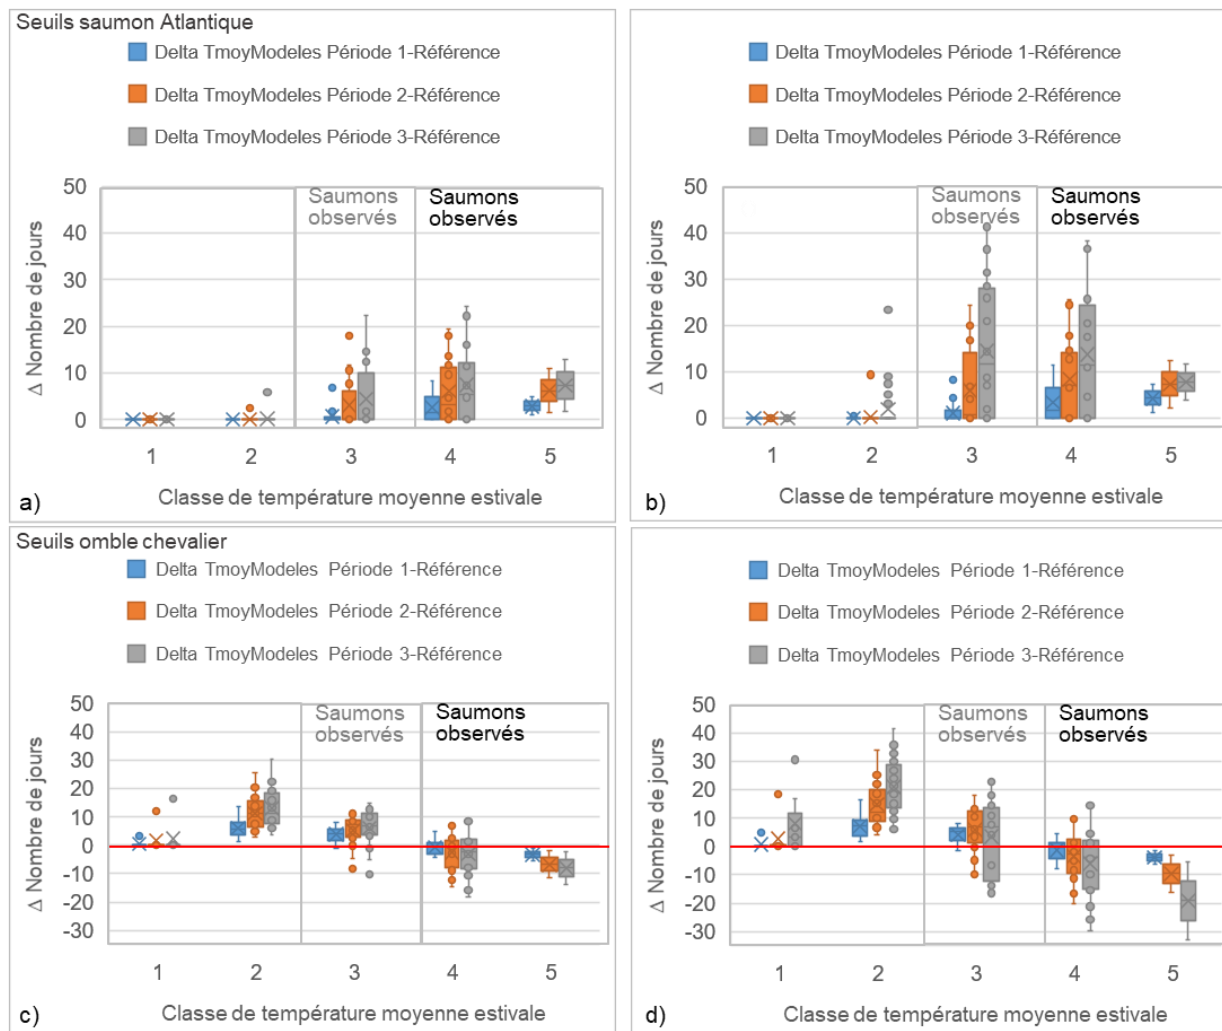 Seuils saumon Atlantique
Delta TmoyModeles Période 1-Référence
Delta TmoyModeles Période 2-Référence
Delta TmoyModeles Période 3-Référence
Saumons
observés
Saumons
observés
50
40
30
20
10
0
Δ Nombre de jours
1 2 3 4 5
Classe de température moyenne estivale
a)
Delta TmoyModeles Période 1-Référence
Delta TmoyModeles Période 2-Référence
Delta TmoyModeles Période 3-Référence
Saumons
observés
Saumons
observés
50
40
30
20
10
0
Δ Nombre de jours
1 2 3 4 5
Classe de température moyenne estivale
b)
Seuils omble chevalier
Delta TmoyModeles Période 1-Référence
Delta TmoyModeles Période 2-Référence
Delta TmoyModeles Période 3-Référence
Saumons
observés
Saumons
observés
50
40
30
20
10
0
-10
-20
-30
Δ Nombre de jours
1 2 3 4 5
Classe de température moyenne estivale
c)
Delta TmoyModeles Période 1-Référence
Delta TmoyModeles Période 2-Référence
Delta TmoyModeles Période 3-Référence
Saumons
observés
Saumons
observés
50
40
30
20
10
0
-10
-20
-30
Δ Nombre de jours
1 2 3 4 5
Classe de température moyenne estivale
d)